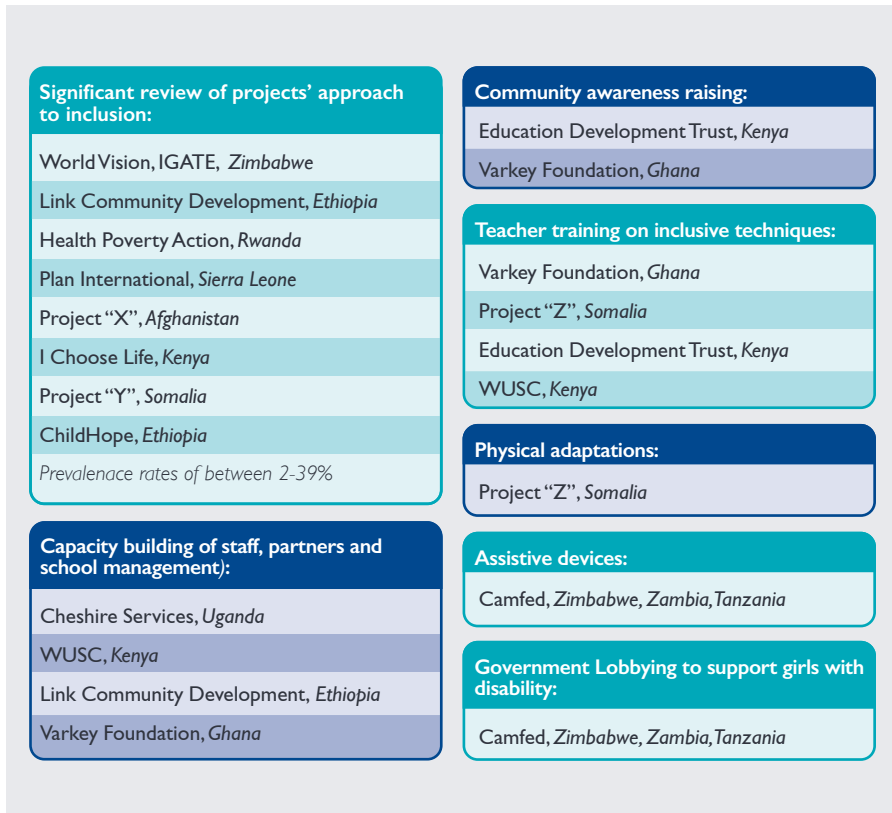 Significant review of projects' approach
to inclusion:
World Vision, IGATE, Zimbabwe
Link Community Development, Ethiopia
Health Poverty Action, Rwanda
Plan International, Sierra Leone
Project “X”, Afghanistan
I Choose Life, Kenya
Project “Y”, Somalia
ChildHope, Ethiopia
Prevalenace rates of between 2-39%
Capacity building of staff, partners and
school management):
Cheshire Services, Uganda
WUSC, Kenya
Link Community Development, Ethiopia
Varkey Foundation, Ghana
Community awareness raising:
Education Development Trust, Kenya
Varkey Foundation, Ghana
Teacher training on inclusive techniques:
Varkey Foundation, Ghana
Project “Z”, Somalia
Education Development Trust, Kenya
WUSC, Kenya
Physical adaptations:
Project “Z”, Somalia
Assistive devices:
Camfed, Zimbabwe, Zambia, Tanzania
Government Lobbying to support girls with
disability:
Camfed, Zimbabwe, Zambia, Tanzania